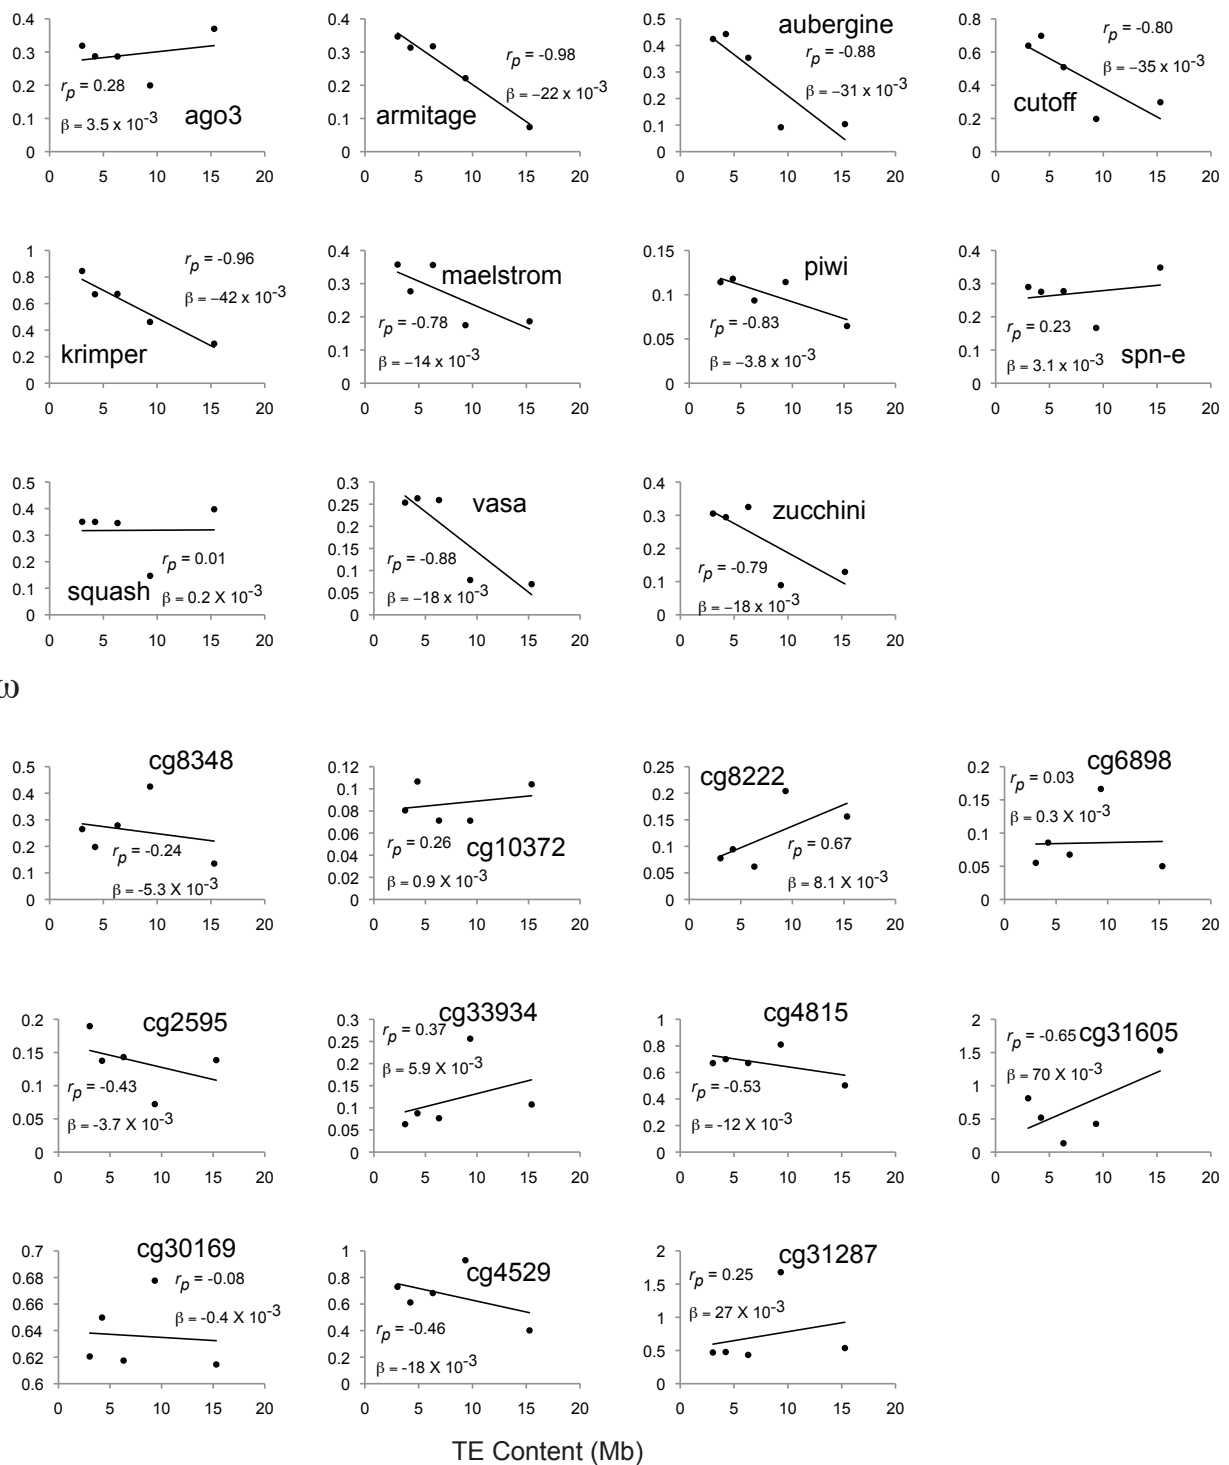 0.4
0.3
0.2
0.1
0
0 5 10 15 20
rp = 0.28
β = 3.5 x 10-3
ago3
0.4
0.3
0.2
0.1
0
0 5 10 15 20
rp = -0.98
β = −22 x 10-3
armitage
0.5
0.4
0.3
0.2
0.1
0
0 5 10 15 20
aubergine
rp = -0.88
β = −31 x 10-3
0.8
0.6
0.4
0.2
0
0 5 10 15 20
rp = -0.80
β = −35 x 10-3
cutoff
1
0.8
0.6
0.4
0.2
0
0 5 10 15 20
rp = -0.96
β = −42 x 10-3
krimper
0.4
0.3
0.2
0.1
0
0 5 10 15 20
maelstrom
rp = -0.78
β = −14 x 10-3
0.15
0.1
0.05
0
0 5 10 15 20
piwi
rp = -0.83
β = −3.8 x 10-3
0.4
0.3
0.2
0.1
0
0 5 10 15 20
rp = 0.23
β = 3.1 x 10-3
spn-e
0.5
0.4
0.3
0.2
0.1
0
0 5 10 15 20
rp = 0.01
squash
β = 0.2 X 10-3
0.3
0.25
0.2
0.15
0.1
0.05
0
0 5 10 15 20
vasa
rp = -0.88
β = −18 x 10-3
0.4
0.3
0.2
0.1
0
0 5 10 15 20
zucchini
rp = -0.79
β = −18 x 10-3
ω
cg8348
0.5
0.4
0.3
0.2
0.1
0
0 5 10 15 20
rp = -0.24
β = -5.3 X 10-3
0.12
0.1
0.08
0.06
0.04
0.02
0
0 5 10 15 20
rp = 0.26
cg10372
β = 0.9 X 10-3
0.25
0.2
0.15
0.1
0.05
0
0 5 10 15 20
cg8222
rp = 0.67
β = 8.1 X 10-3
cg6898
0.2
0.15
0.1
0.05
0
0 5 10 15 20
rp = 0.03
β = 0.3 X 10-3
0.2
0.15
0.1
0.05
0
0 5 10 15 20
cg2595
rp = -0.43
β = -3.7 X 10-3
cg33934
0.3
0.25
0.2
0.15
0.1
0.05
0
0 5 10 15 20
rp = 0.37
β = 5.9 X 10-3
cg4815
1
0.8
0.6
0.4
0.2
0
0 5 10 15 20
rp = -0.53
β = -12 X 10-3
2
1.5
1
0.5
0
0 5 10 15 20
rp = -0.65
cg31605
β = 70 X 10-3
0.7
0.68
0.66
0.64
0.62
0.6
0 5 10 15 20
cg30169
rp = -0.08
β = -0.4 X 10-3
1
0.8
0.6
0.4
0.2
0
0 5 10 15 20
cg4529
rp = -0.46
β = -18 X 10-3
2
1.5
1
0.5
0
0 5 10 15 20
cg31287
rp = 0.25
β = 27 X 10-3
TE Content (Mb)